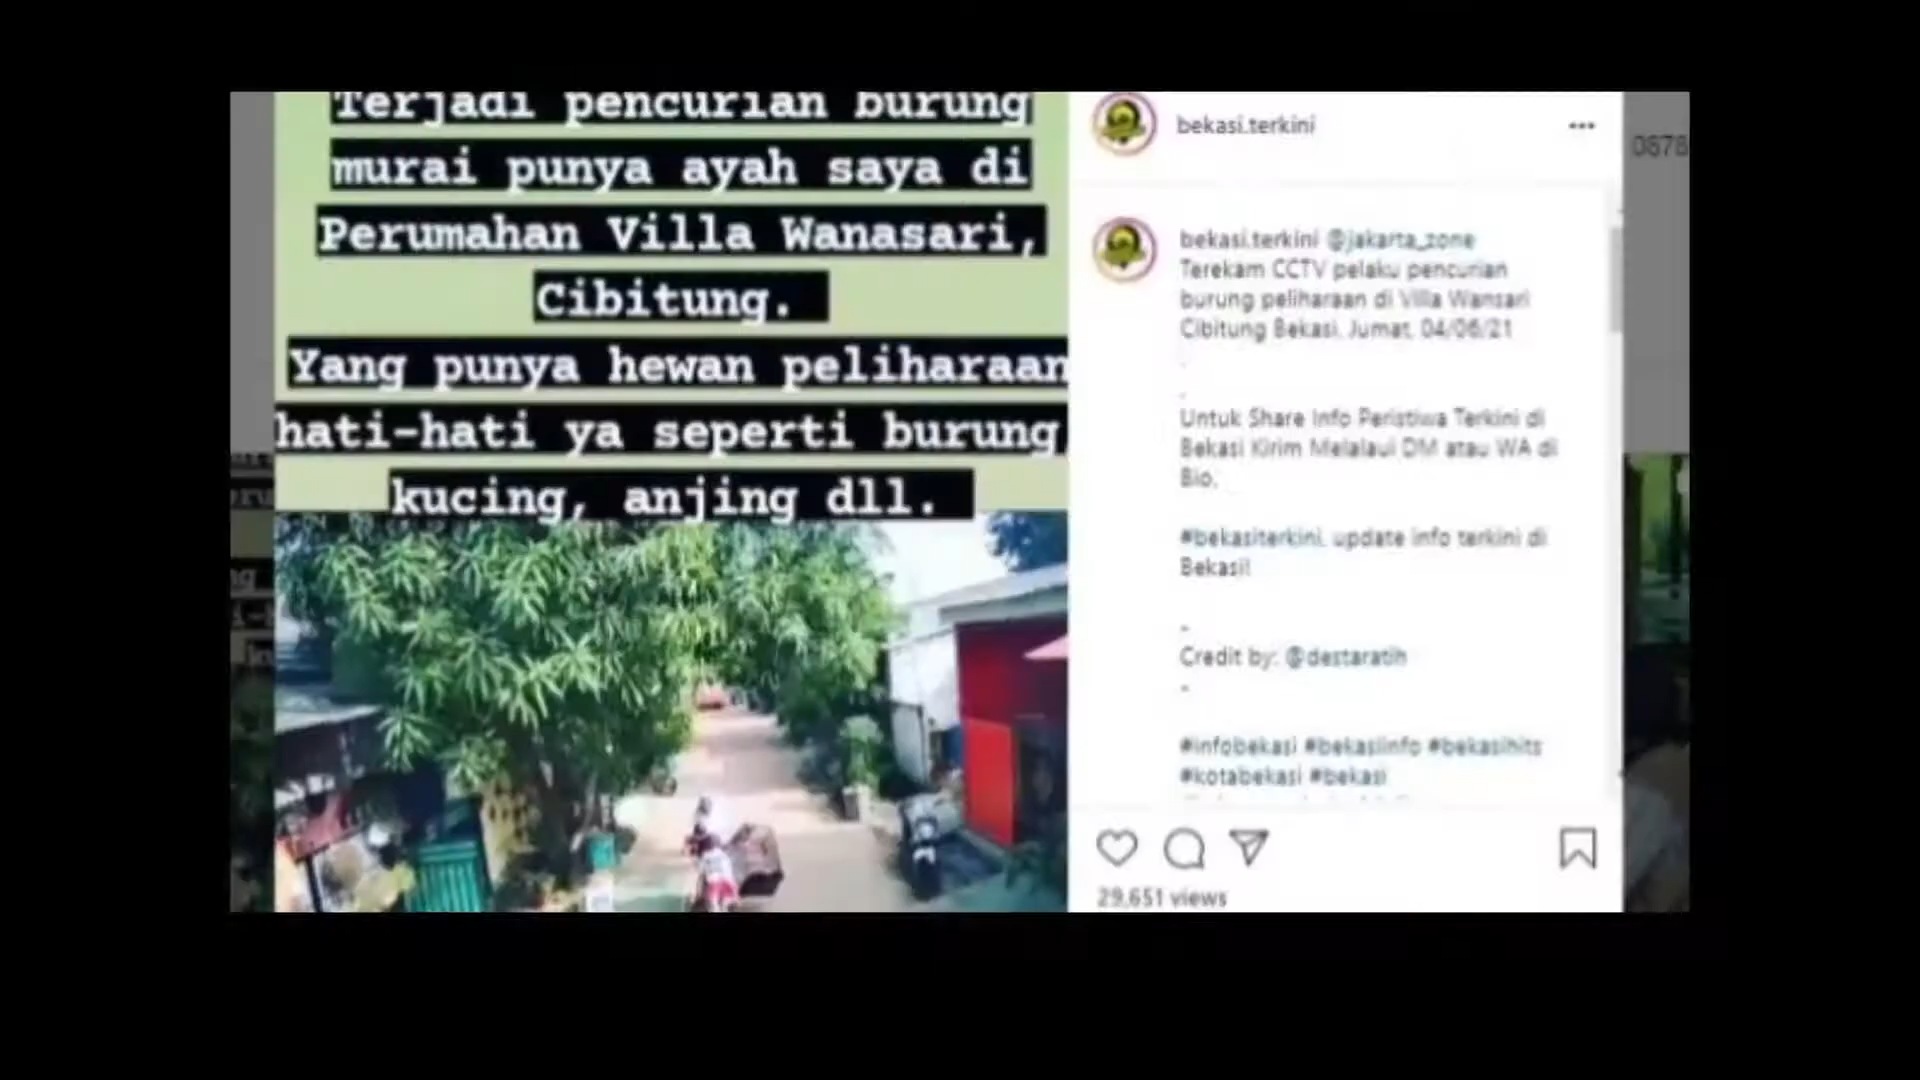 Terjadi pencurian burung
murai punya ayah saya di
Perumahan Villa Wanasari,
Cibitung.
Yang punya hewan peliharaan
hati-hati ya seperti burung,
kucing, anjing dll.
bekasi.terkini
0878
bekasi.terkini @jakarta_zone
Terekam CCTV pelaku pencurian
burung peliharaan di Villa Wansari
Cibitung Bekasi. Jumat, 04/06/21
.
.
Untuk Share Info Peristiwa Terkini di
Bekasi Kirim Melalaui DM atau WA di
Bio.
#bekasiterkini, update info terkini di
Bekasi!
-
Credit by: @destaratih
-
#infobekasi #bekasiinfo #bekasihits
#kotabekasi #bekasi
29,651 views